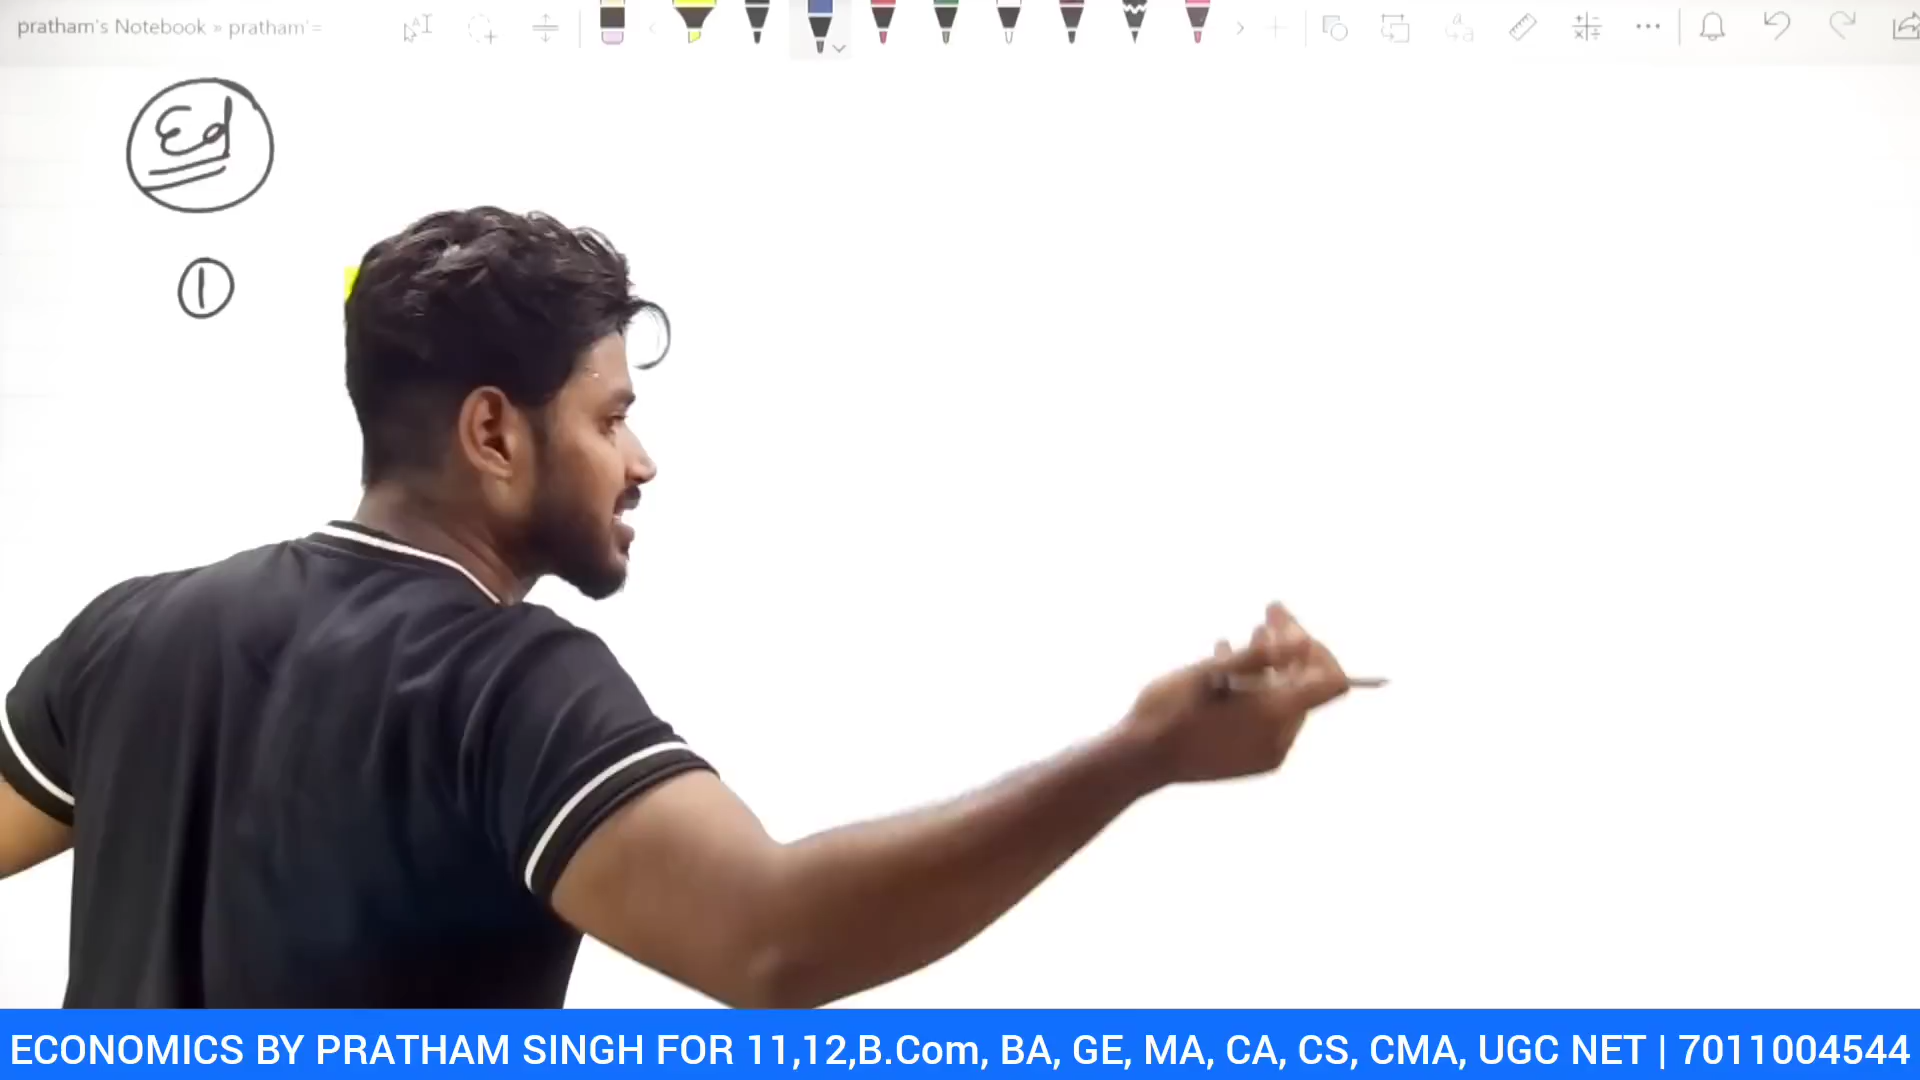 pratham's Notebook » pratham'=
Ed
1
ECONOMICS BY PRATHAM SINGH FOR 11,12,B.Com, BA, GE, MA, CA, CS, CMA, UGC NET | 7011004544